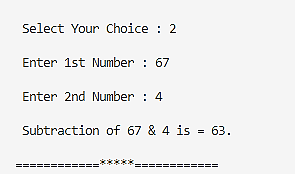 Select Your Choice : 2
Enter 1st Number : 67
Enter 2nd Number : 4
Subtraction of 67 & 4 is = 63.
============*****============